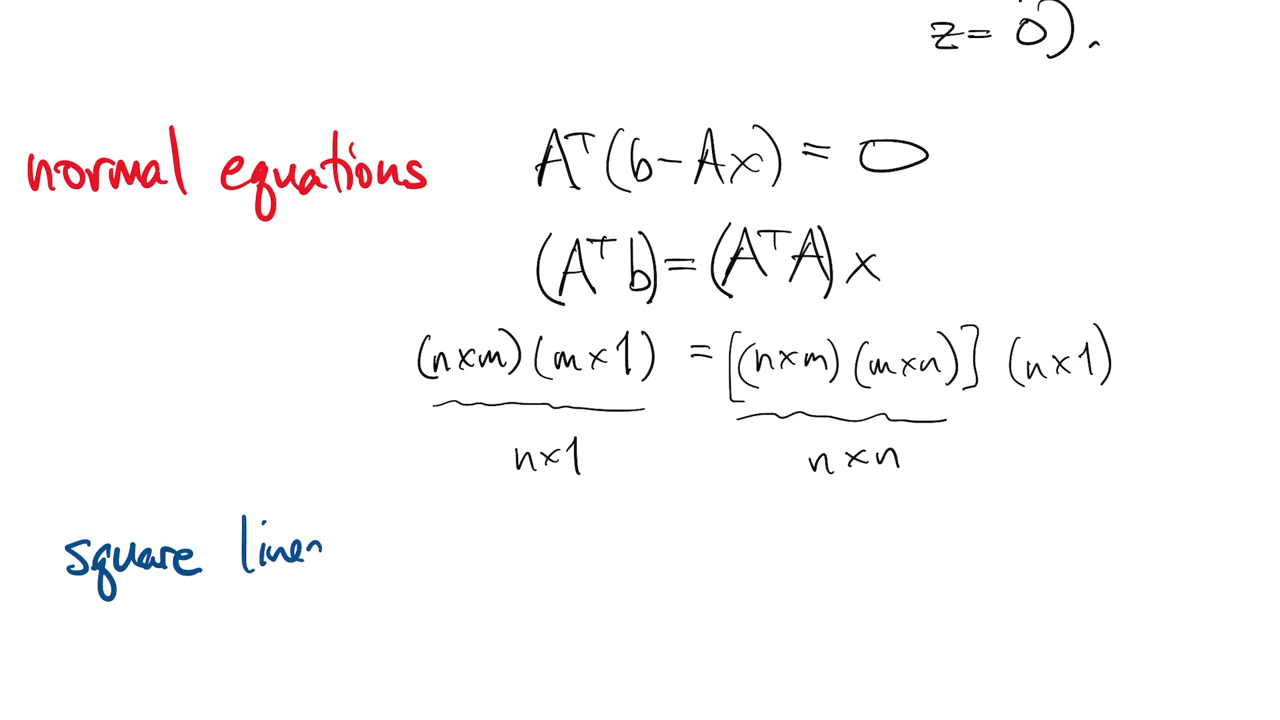 z = 0).
normal equations Aᵀ(b - Ax) = 0
(Aᵀb) = (AᵀA) x
(n×m)(m×1) = [(n×m)(m×n)] (n×1)
n×1 n×n
square